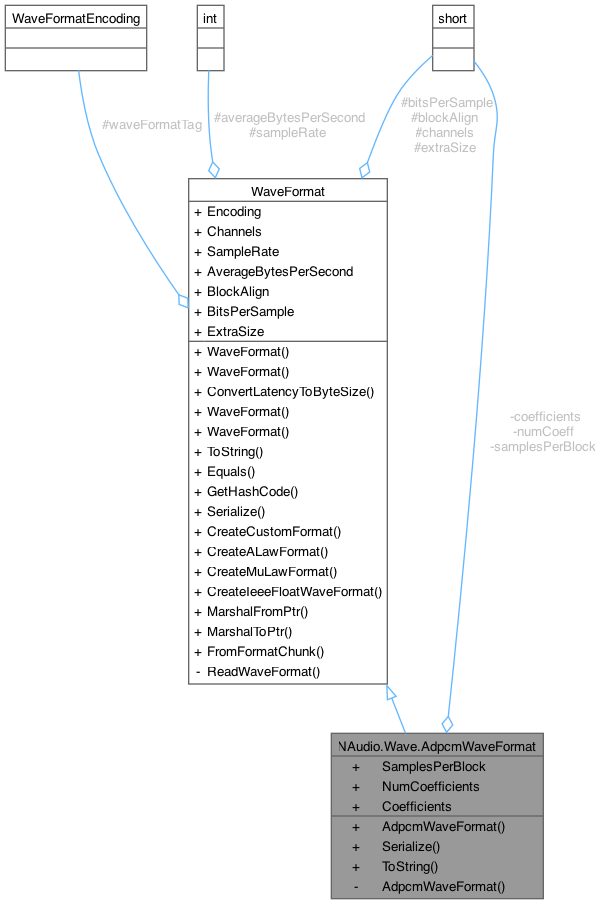 WaveFormatEncoding
int
short
#waveFormatTag
#averageBytesPerSecond
#sampleRate
#bitsPerSample
#blockAlign
#channels
#extraSize
WaveFormat
+ Encoding
+ Channels
+ SampleRate
+ AverageBytesPerSecond
+ BlockAlign
+ BitsPerSample
+ ExtraSize
+ WaveFormat()
+ WaveFormat()
+ ConvertLatencyToByteSize()
+ WaveFormat()
+ WaveFormat()
+ ToString()
+ Equals()
+ GetHashCode()
+ Serialize()
+ CreateCustomFormat()
+ CreateALawFormat()
+ CreateMuLawFormat()
+ CreateIeeeFloatWaveFormat()
+ MarshalFromPtr()
+ MarshalToPtr()
+ FromFormatChunk()
- ReadWaveFormat()
-coefficients
-numCoeff
-samplesPerBlock
NAudio.Wave.AdpcmWaveFormat
+ SamplesPerBlock
+ NumCoefficients
+ Coefficients
+ AdpcmWaveFormat()
+ Serialize()
+ ToString()
- AdpcmWaveFormat()